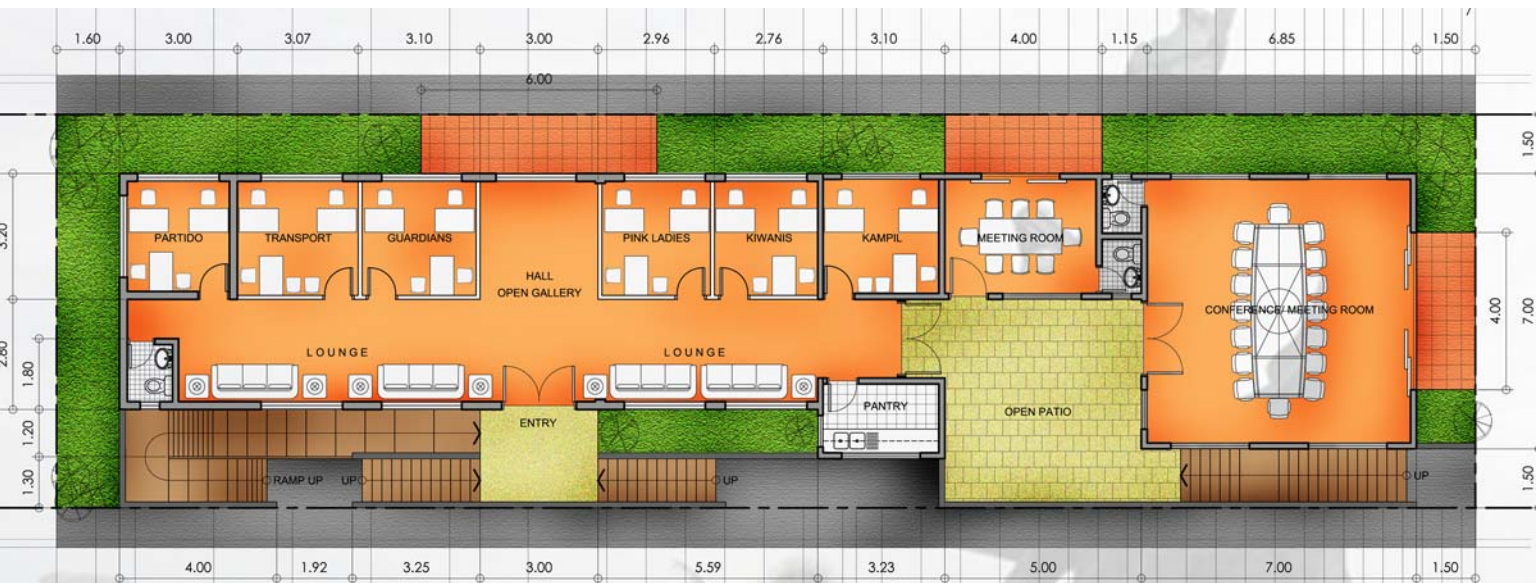 1.60 3.00 3.07 3.10 3.00 2.96 2.76 3.10 4.00 1.15 6.85 1.50
6.00
1.50
PARTIDO TRANSPORT GUARDIANS PINK LADIES KIWANIS KAMPIL MEETING ROOM
3.20
HALL
OPEN GALLERY
CONFERENCE/MEETING ROOM
4.00 7.00
LOUNGE LOUNGE
2.80 1.80
PANTRY OPEN PATIO
ENTRY
1.20
RAMP UP UP UP UP
1.30 1.50
4.00 1.92 3.25 3.00 5.59 3.23 5.00 7.00 1.50